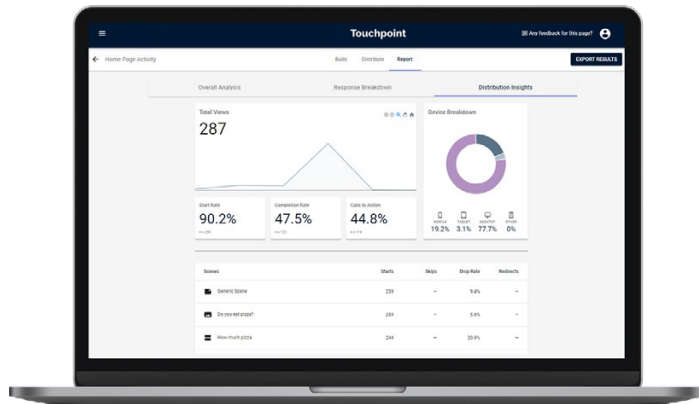 Touchpoint
Any feedback for this page?
Home Page Activity
Build Distribute Report
EXPORT RESULTS
Overall Analysis Response Breakdown Distribution Insights
Total Views
287
Device Breakdown
Start Rate Completion Rate Calls to Action
90.2% 47.5% 44.8%
MOBILE TABLET DESKTOP OTHER
19.2% 3.1% 77.7% 0%
Scenes Starts Skips Drop Rate Redirects
Generic Scene 259 – 9.4% –
Do you eat pizza? 259 – 5.8% –
How much pizza 244 – 20.9% –